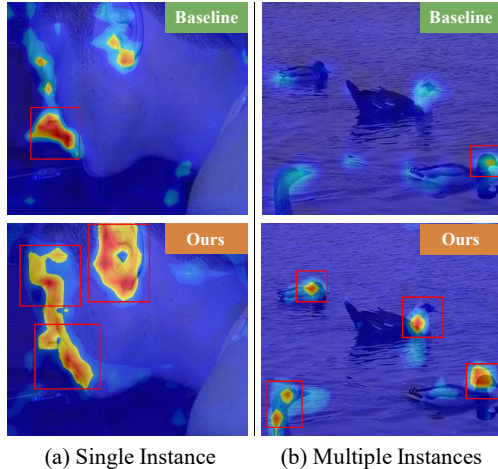 Baseline
Baseline
Ours
Ours
(a) Single Instance
(b) Multiple Instances